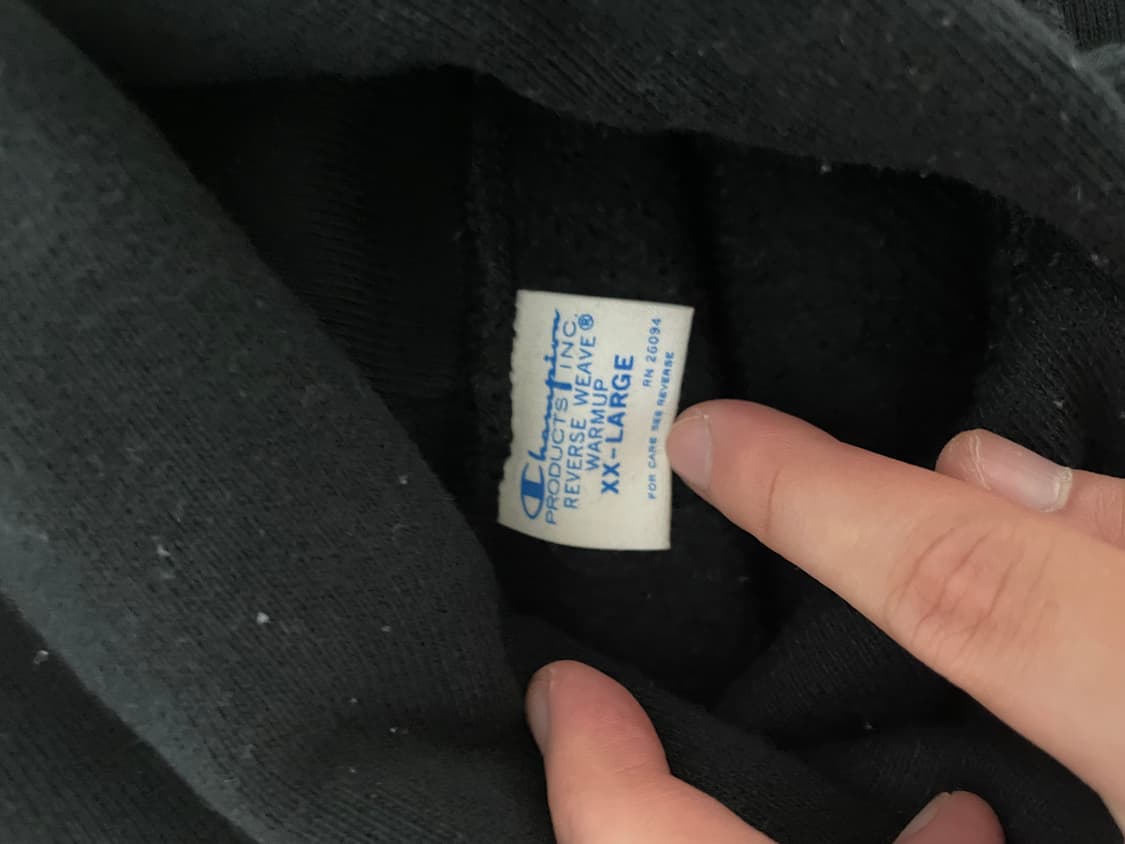 Champion
PRODUCTS INC.
REVERSE WEAVE®
WARMUP
XX-LARGE
RN 26094
FOR CARE SEE REVERSE